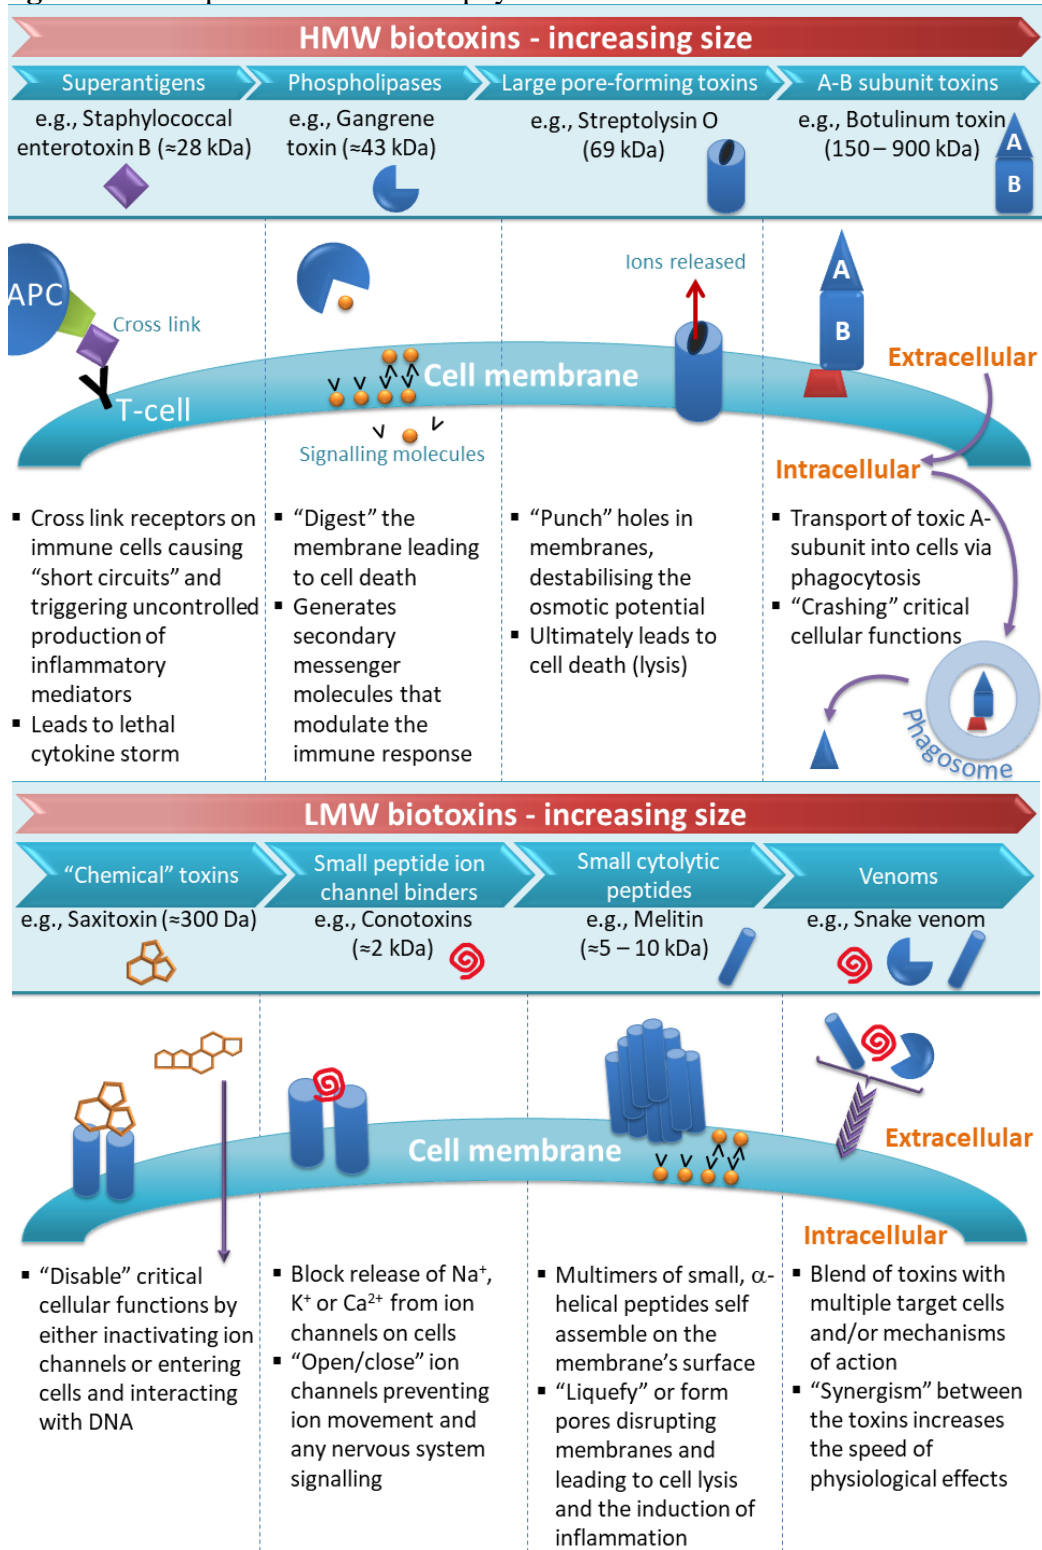 HMW biotoxins - increasing size
Superantigens
Phospholipases
Large pore-forming toxins
A-B subunit toxins
e.g., Staphylococcal
enterotoxin B (≈28 kDa)
e.g., Gangrene
toxin (≈43 kDa)
e.g., Streptolysin O
(69 kDa)
e.g., Botulinum toxin
(150 – 900 kDa)
A
B
APC
Cross link
T-cell
Signalling molecules
Cell membrane
Ions released
A
B
Extracellular
Intracellular
▪ Cross link receptors on
immune cells causing
“short circuits” and
triggering uncontrolled
production of
inflammatory
mediators
▪ Leads to lethal
cytokine storm
▪ “Digest” the
membrane leading
to cell death
▪ Generates
secondary
messenger
molecules that
modulate the
immune response
▪ “Punch” holes in
membranes,
destabilising the
osmotic potential
▪ Ultimately leads to
cell death (lysis)
▪ Transport of toxic A-
subunit into cells via
phagocytosis
▪ “Crashing” critical
cellular functions
Phagosome
LMW biotoxins - increasing size
“Chemical” toxins
Small peptide ion
channel binders
Small cytolytic
peptides
Venoms
e.g., Saxitoxin (≈300 Da)
e.g., Conotoxins
(≈2 kDa)
e.g., Melitin
(≈5 – 10 kDa)
e.g., Snake venom
Cell membrane
Extracellular
Intracellular
▪ “Disable” critical
cellular functions by
either inactivating ion
channels or entering
cells and interacting
with DNA
▪ Block release of Na⁺,
K⁺ or Ca²⁺ from ion
channels on cells
▪ “Open/close” ion
channels preventing
ion movement and
any nervous system
signalling
▪ Multimers of small, α-
helical peptides self
assemble on the
membrane’s surface
▪ “Liquefy” or form
pores disrupting
membranes and
leading to cell lysis
and the induction of
inflammation
▪ Blend of toxins with
multiple target cells
and/or mechanisms
of action
▪ “Synergism” between
the toxins increases
the speed of
physiological effects